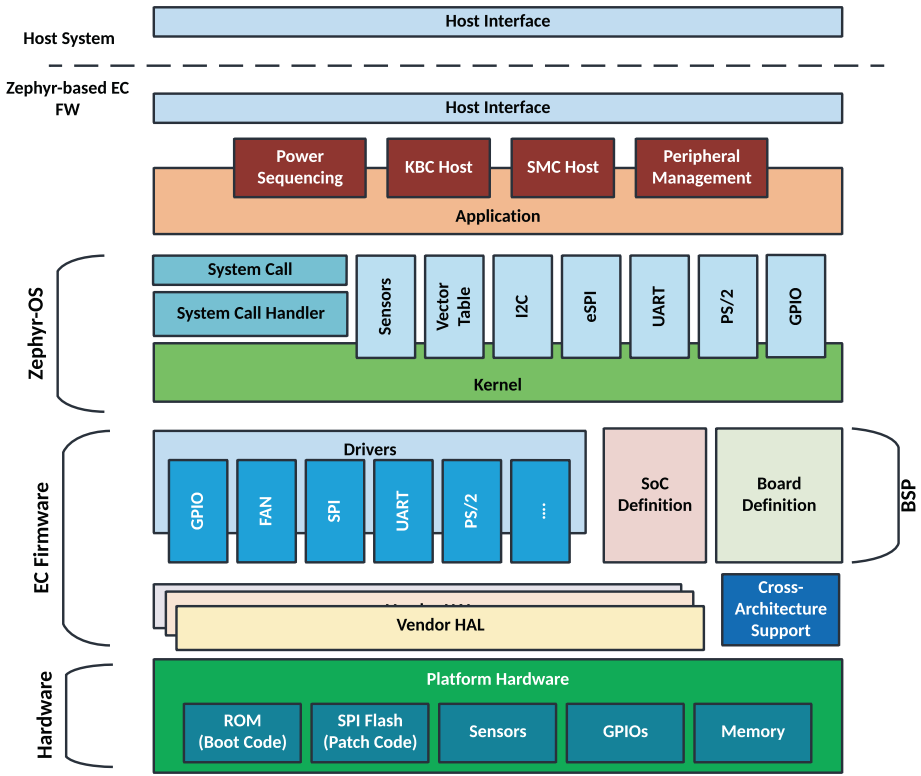 Host Interface
Host System
Zephyr-based EC
FW
Host Interface
Power
Sequencing
KBC Host
SMC Host
Peripheral
Management
Application
Zephyr-OS
System Call
System Call Handler
Sensors
Vector
Table
I2C
eSPI
UART
PS/2
GPIO
Kernel
EC Firmware
Drivers
GPIO
FAN
SPI
UART
PS/2
....
SoC
Definition
Board
Definition
BSP
Vendor HAL
Cross-
Architecture
Support
Hardware
Platform Hardware
ROM
(Boot Code)
SPI Flash
(Patch Code)
Sensors
GPIOs
Memory